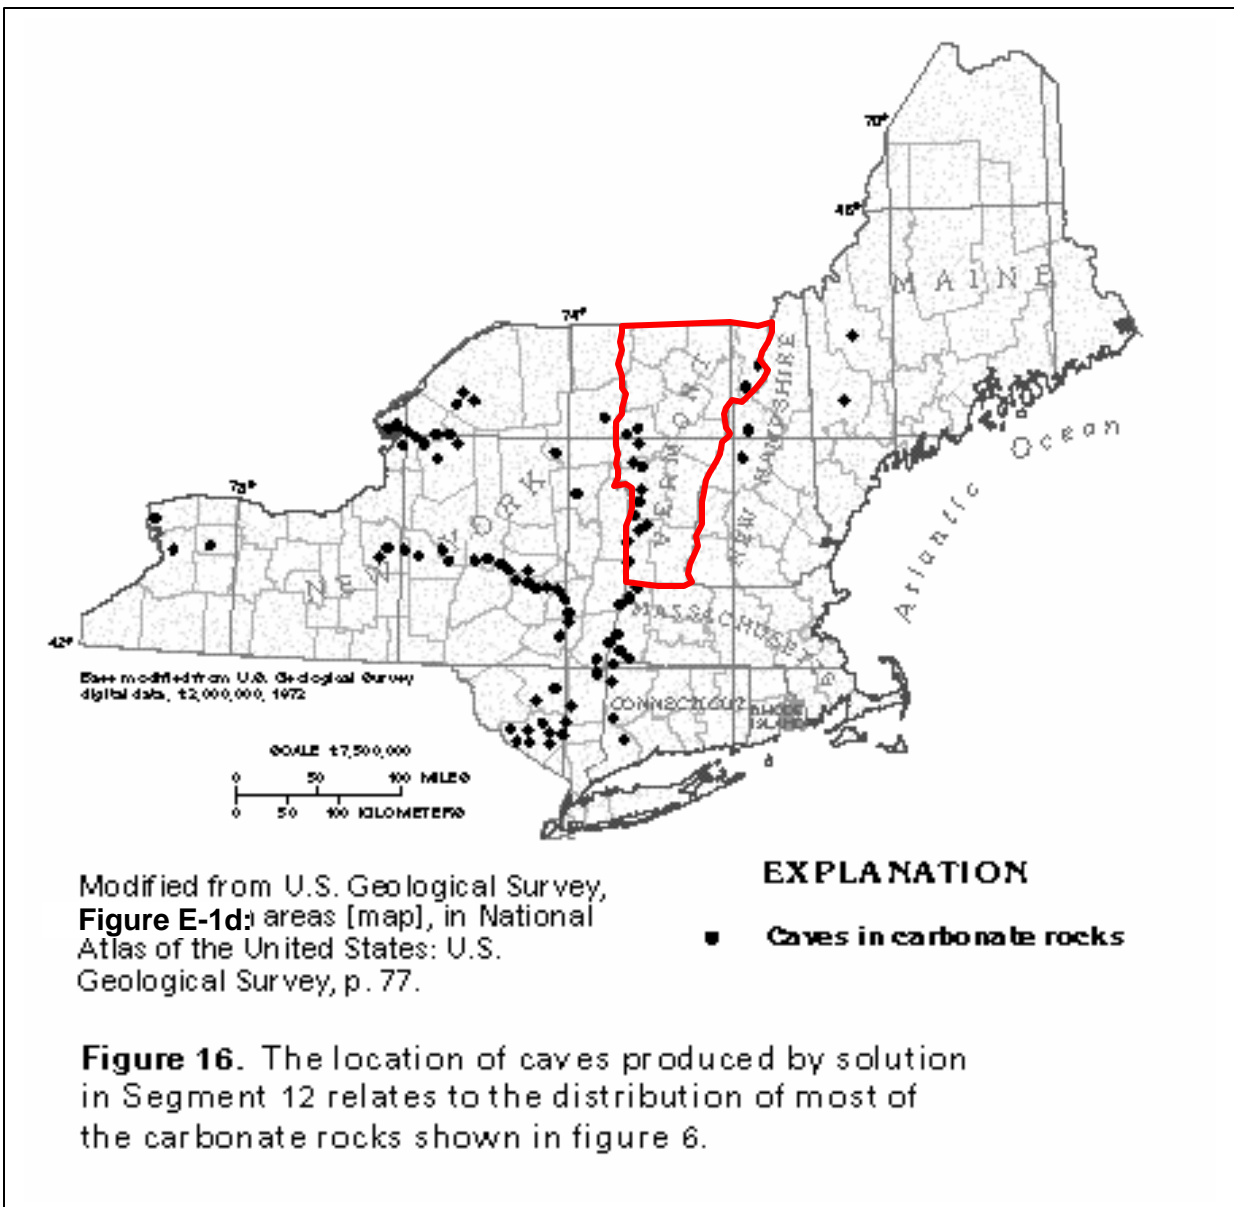 70°
46°
MAINE
74°
VERMONT
NEW HAMPSHIRE
Atlantic Ocean
78°
NEW YORK
MASSACHUSETTS
42°
Base modified from U.S. Geological Survey
digital data, 1:2,000,000, 1972
CONNECTICUT
RHODE
ISLAND
SCALE 1:7,500,000
0 50 100 MILES
0 50 100 KILOMETERS
EXPLANATION
Caves in carbonate rocks
Modified from U.S. Geological Survey,
Figure E-1d: areas [map], in National
Atlas of the United States: U.S.
Geological Survey, p. 77.
Figure 16. The location of caves produced by solution
in Segment 12 relates to the distribution of most of
the carbonate rocks shown in figure 6.